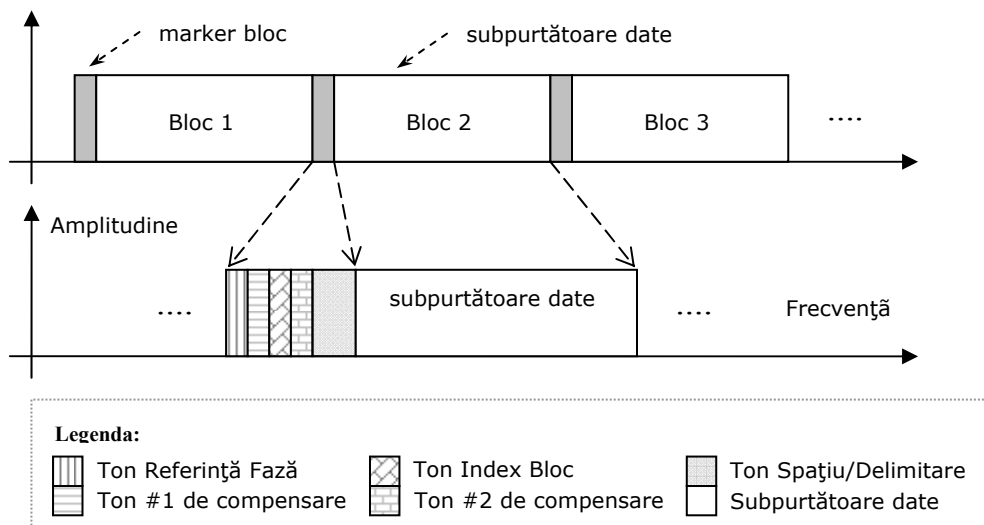 marker bloc
subpurtătoare date
Bloc 1
Bloc 2
Bloc 3
....
Amplitudine
....
subpurtătoare date
....
Frecvenţã
Legenda:
Ton Referinţă Fază
Ton Index Bloc
Ton Spaţiu/Delimitare
Ton #1 de compensare
Ton #2 de compensare
Subpurtătoare date